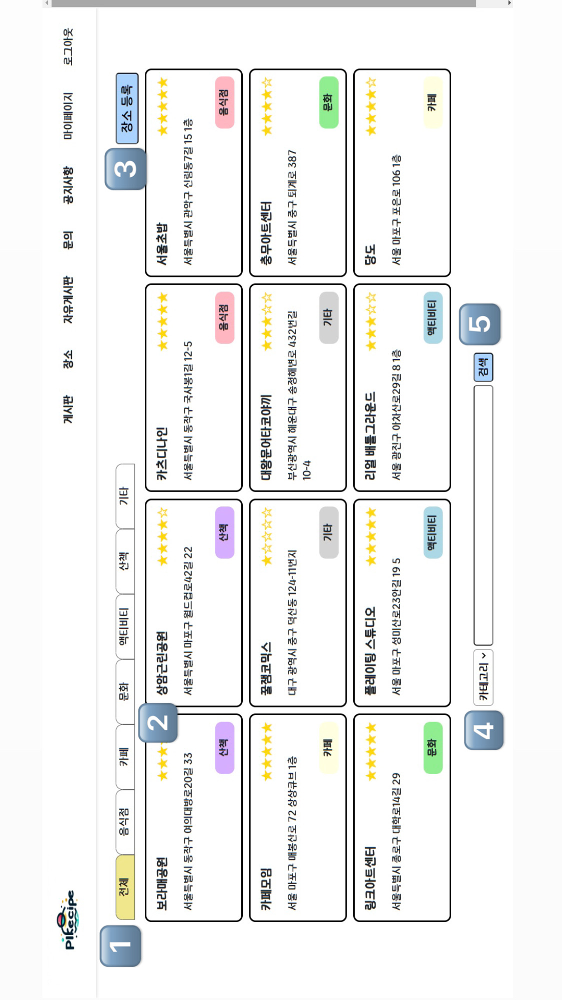 Pikecipe
게시판 장소 자유게시판 문의 공지사항 마이페이지 로그아웃
1
전체 음식점 카페 문화 액티비티 산책 기타
3
장소 등록
2
보라매공원 ★★★★
서울특별시 동작구 여의대방로20길 33
산책
상암근린공원 ★★★★☆
서울특별시 마포구 월드컵로42길 22
산책
카츠디나인 ★★★★★
서울특별시 동작구 국사봉1길 12-5
음식점
서울초밥 ★★★★★
서울특별시 관악구 신림동7길 15 1층
음식점
카페모임 ★★★★★
서울 마포구 매봉산로 72 상상큐브 1층
카페
꿀잼코믹스 ★☆☆☆☆
대구 광역시 중구 덕산동 124-11번지
기타
대왕문어타코야끼 ★★★☆☆
부산광역시 해운대구 송정해변로 432번길
10-4
기타
충무아트센터 ★★★★☆
서울특별시 중구 퇴계로 387
문화
링크아트센터 ★★★★★
서울특별시 종로구 대학로14길 29
문화
플레이팅 스튜디오 ★★★★★
서울 마포구 성미산로23안길 19 5
액티비티
리얼 배틀그라운드 ★★★☆☆
서울 광진구 아차산로29길 8 1층
액티비티
당도 ★★★★☆
서울 마포구 포은로 106 1층
카페
4
카테고리
검색
5